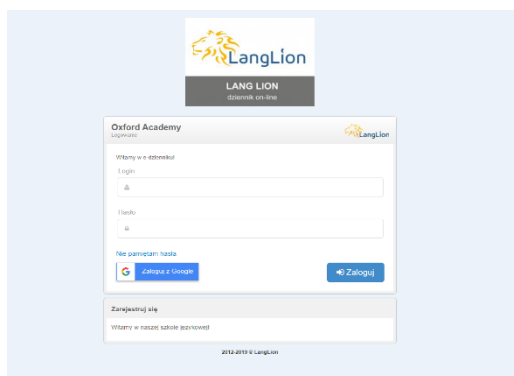 LangLion
LANG LION
dziennik on-line
Oxford Academy
Logowanie
LangLion
Witamy w e-dzienniku!
Login
Hasło
Nie pamiętam hasła
Zaloguj z Google
Zaloguj
Zarejestruj się
Witamy w naszej szkole językowej!
2012-2019 © LangLion